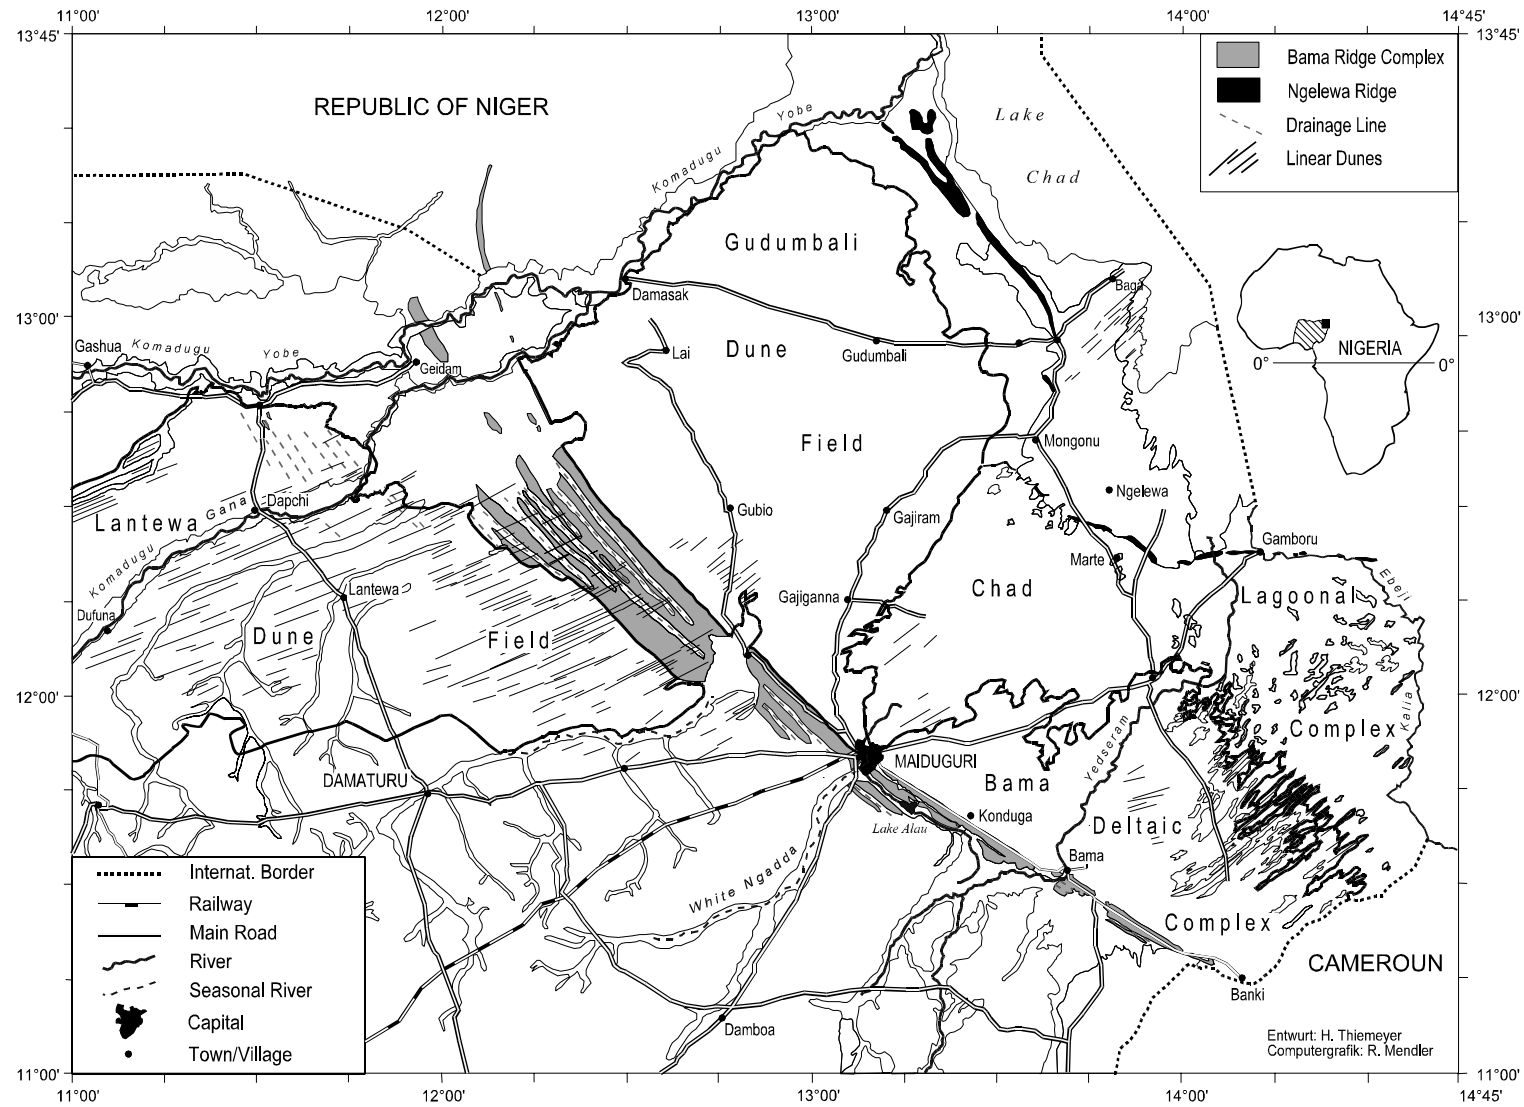 11°00'
12°00'
13°00'
14°00'
14°45'
13°45'
13°45'
Bama Ridge Complex
Ngelewa Ridge
Drainage Line
Linear Dunes
REPUBLIC OF NIGER
Komadugu Yobe
Lake
Chad
Gudumbali
Baga
Damasak
13°00'
13°00'
Gashua
Komadugu Yobe
Geidam
Lai
Dune
Gudumbali
NIGERIA
0°
0°
Field
Mongonu
Ngelewa
Dapchi
Lantewa
Komadugu Gana
Gubio
Gajiram
Gamboru
Marte
Ebeji
Chad
Lantewa
Gajiganna
Lagoonal
Dufuna
Dune
Field
12°00'
12°00'
Complex
Kalia
Yedseram
MAIDUGURI
DAMATURU
Bama
Konduga
Lake Alau
Deltaic
Bama
White Ngadda
Complex
CAMEROUN
Banki
Damboa
Internat. Border
Railway
Main Road
River
Seasonal River
Capital
Town/Village
Entwurt: H. Thiemeyer
Computergrafik: R. Mendler
11°00'
11°00'
11°00'
12°00'
13°00'
14°00'
14°45'